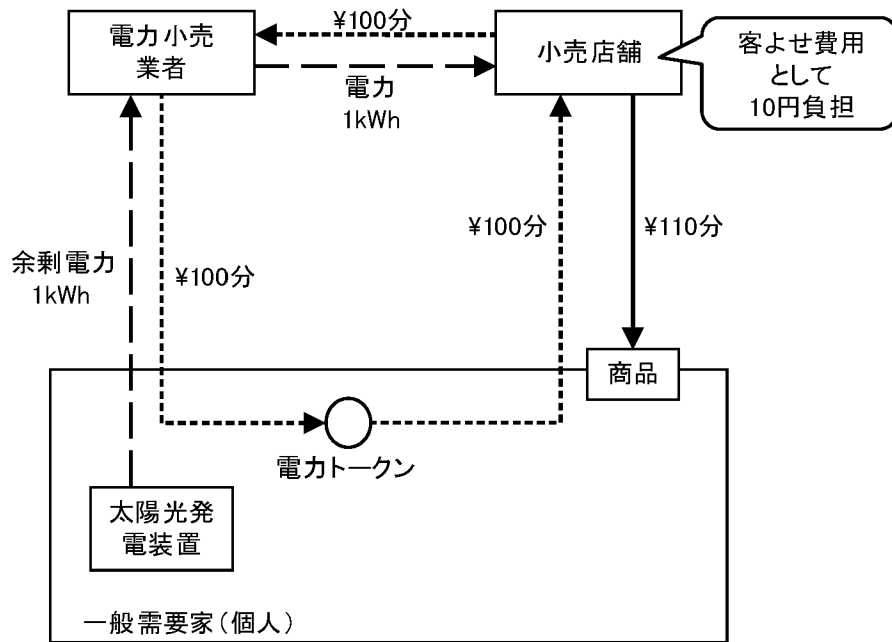 ¥100分
電力小売
業者
小売店舗
客よせ費用
として
10円負担
電力
1kWh
¥100分
¥110分
余剰電力
1kWh
¥100分
商品
電力トークン
太陽光発
電装置
一般需要家(個人)